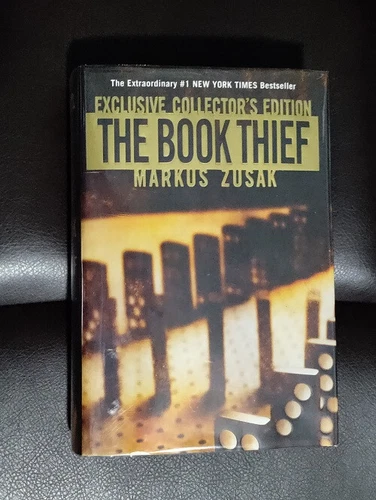 The Extraordinary #1 NEW YORK TIMES Bestseller
EXCLUSIVE COLLECTOR'S EDITION
THE BOOK THIEF
MARKUS ZUSAK